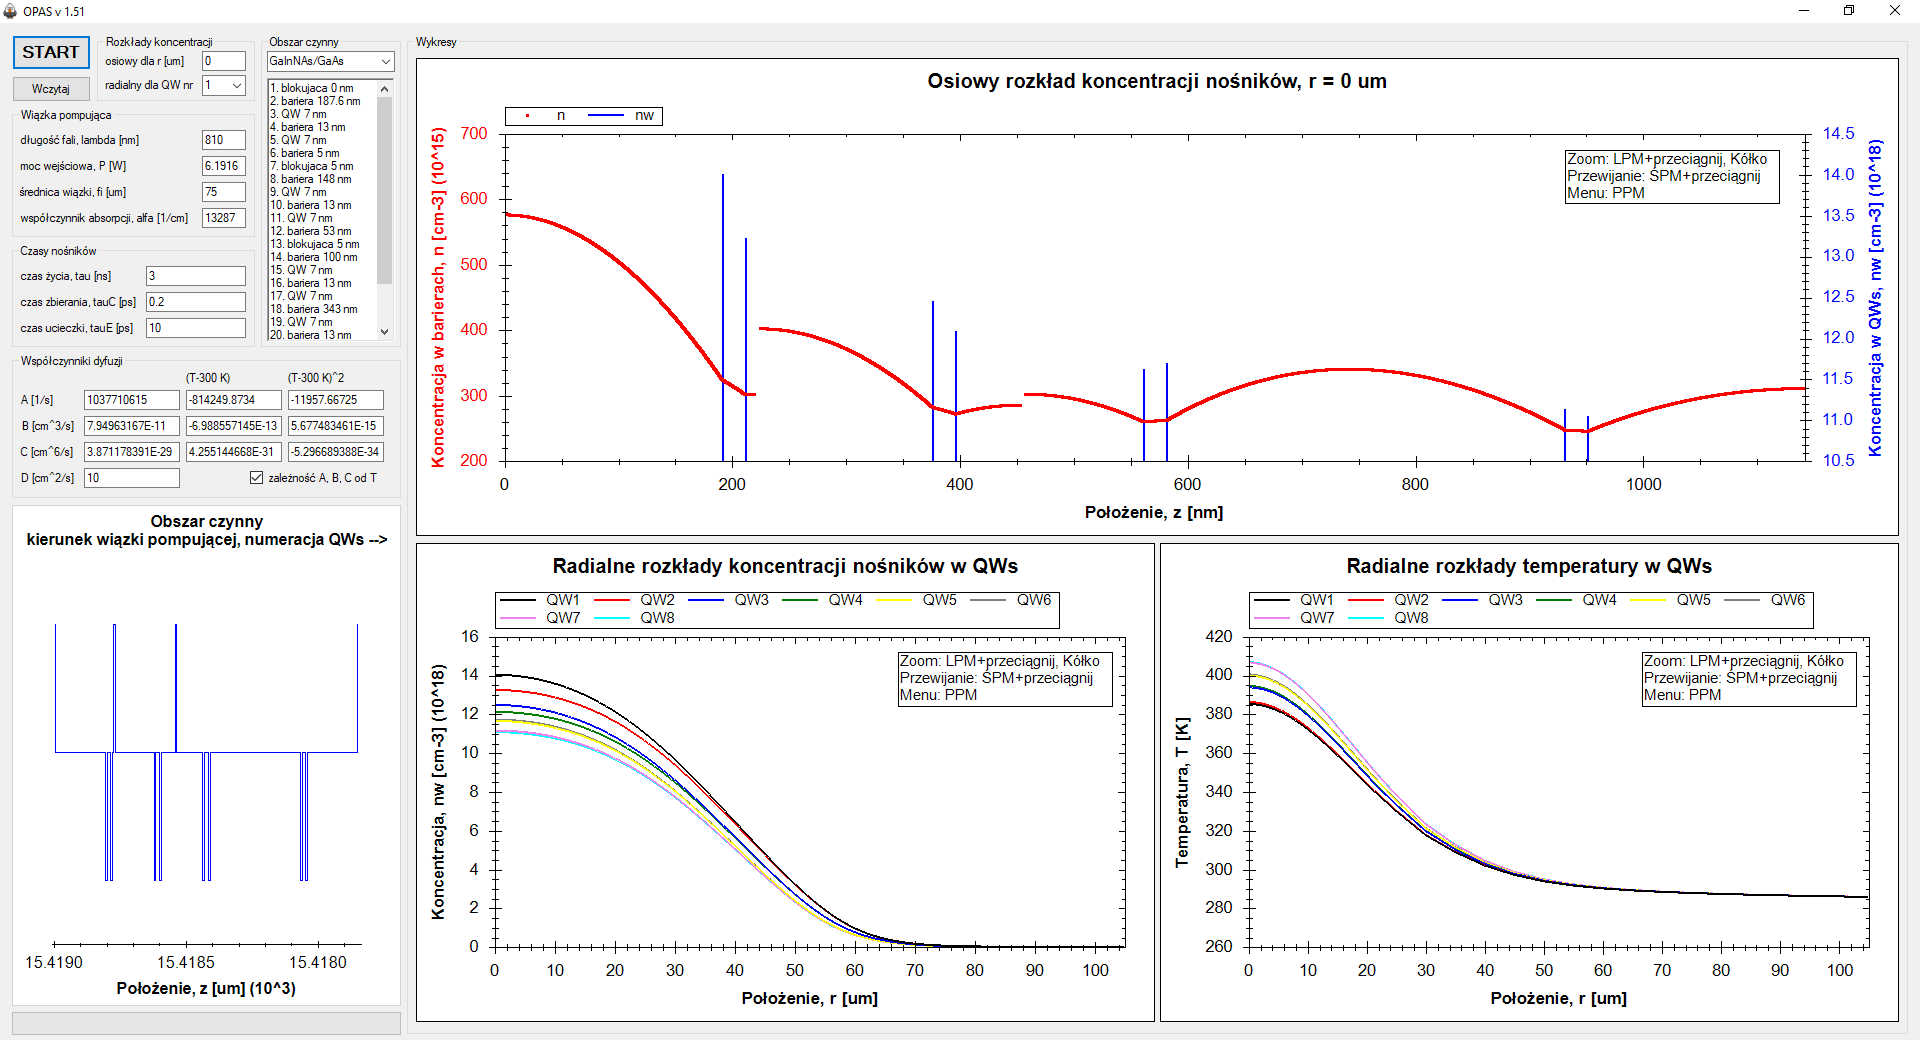 OPAS v 1.51
START
Wczytaj
Rozkłady koncentracji
osiowy dla r [um] 0
radialny dla QW nr 1
Wiązka pompująca
długość fali, lambda [nm] 810
moc wejściowa, P [W] 6.1916
średnica wiązki, fi [um] 75
współczynnik absorpcji, alfa [1/cm] 13287
Czasy nośników
czas życia, tau [ns] 3
czas zbierania, tauC [ps] 0.2
czas ucieczki, tauE [ps] 10
Obszar czynny
GaInNAs/GaAs
1. blokujaca 0 nm
2. bariera 187.6 nm
3. QW 7 nm
4. bariera 13 nm
5. QW 7 nm
6. bariera 5 nm
7. blokujaca 5 nm
8. bariera 148 nm
9. QW 7 nm
10. bariera 13 nm
11. QW 7 nm
12. bariera 53 nm
13. blokujaca 5 nm
14. bariera 100 nm
15. QW 7 nm
16. bariera 13 nm
17. QW 7 nm
18. bariera 343 nm
19. QW 7 nm
20. bariera 13 nm
Współczynniki dyfuzji
(T-300 K) (T-300 K)^2
A [1/s] 1037710615 -814249.8734 -11957.66725
B [cm^3/s] 7.94963167E-11 -6.988557145E-13 5.677483461E-15
C [cm^6/s] 3.871178391E-29 4.255144668E-31 -5.296689388E-34
D [cm^2/s] 10 zależność A, B, C od T
Obszar czynny
kierunek wiązki pompującej, numeracja QWs -->
15.4190 15.4185 15.4180
Położenie, z [um] (10^3)
Wykresy
Osiowy rozkład koncentracji nośników, r = 0 um
n nw
Koncentracja w barierach, n [cm-3] (10^15)
700
600
500
400
300
200
Zoom: LPM+przeciągnij, Kółko
Przewijanie: SPM+przeciągnij
Menu: PPM
14.5
14.0
13.5
13.0
12.5
12.0
11.5
11.0
10.5
Koncentracja w QWs, nw [cm-3] (10^18)
0 200 400 600 800 1000
Położenie, z [nm]
Radialne rozkłady koncentracji nośników w QWs
QW1 QW2 QW3 QW4 QW5 QW6
QW7 QW8
Koncentracja, nw [cm-3] (10^18)
16
14
12
10
8
6
4
2
0
Zoom: LPM+przeciągnij, Kółko
Przewijanie: SPM+przeciągnij
Menu: PPM
0 10 20 30 40 50 60 70 80 90 100
Położenie, r [um]
Radialne rozkłady temperatury w QWs
QW1 QW2 QW3 QW4 QW5 QW6
QW7 QW8
Temperatura, T [K]
420
400
380
360
340
320
300
280
260
Zoom: LPM+przeciągnij, Kółko
Przewijanie: SPM+przeciągnij
Menu: PPM
0 10 20 30 40 50 60 70 80 90 100
Położenie, r [um]